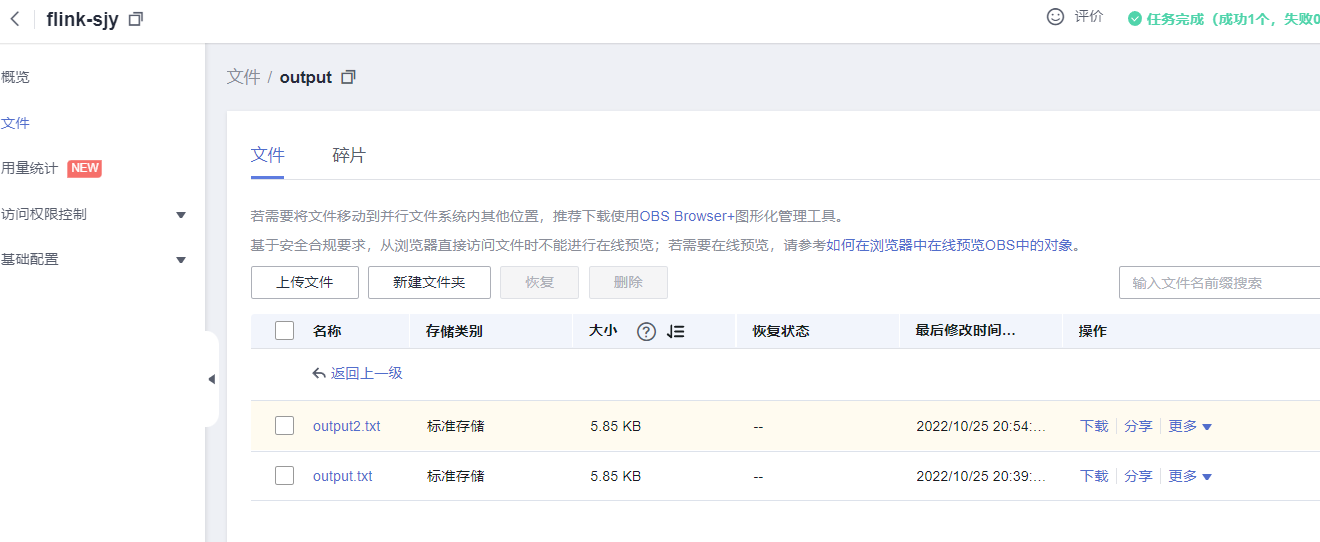 flink-sjy
评价
任务完成（成功1个，失败0
概览
文件
用量统计 NEW
访问权限控制
基础配置
文件 / output
文件 碎片
若需要将文件移动到并行文件系统内其他位置，推荐下载使用OBS Browser+图形化管理工具。
基于安全合规要求，从浏览器直接访问文件时不能进行在线预览；若需要在线预览，请参考如何在浏览器中在线预览OBS中的对象。
上传文件 新建文件夹 恢复 删除 输入文件名前缀搜索
名称 存储类别 大小 恢复状态 最后修改时间... 操作
返回上一级
output2.txt 标准存储 5.85 KB -- 2022/10/25 20:54:... 下载 分享 更多
output.txt 标准存储 5.85 KB -- 2022/10/25 20:39:... 下载 分享 更多